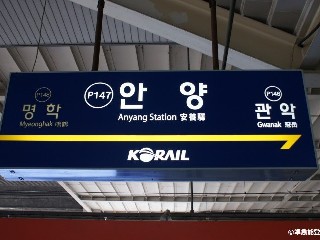 P146
명 학
Myeonghak 鳴鶴
P147
안 양
Anyang Station 安養驛
P148
관 악
Gwanak 冠岳
KORAIL